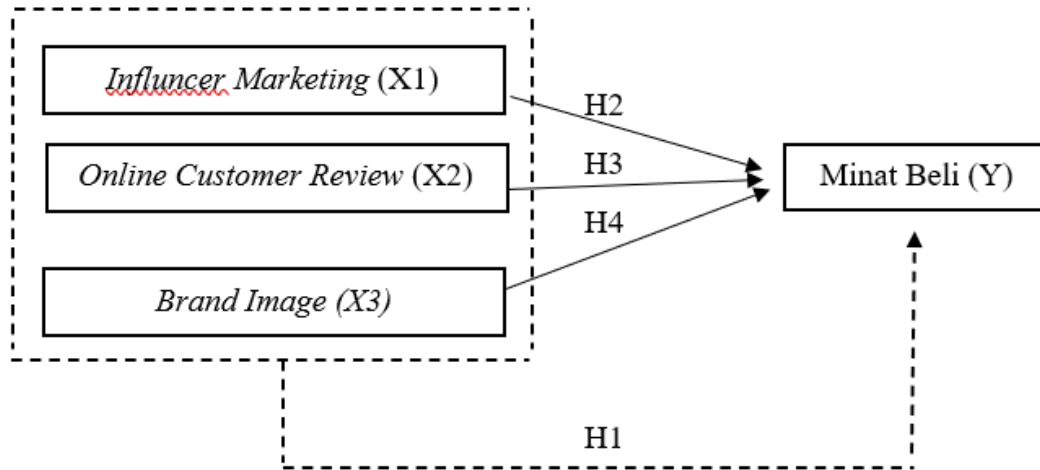 Influncer Marketing (X1)
H2
Online Customer Review (X2)
H3
Minat Beli (Y)
H4
Brand Image (X3)
H1